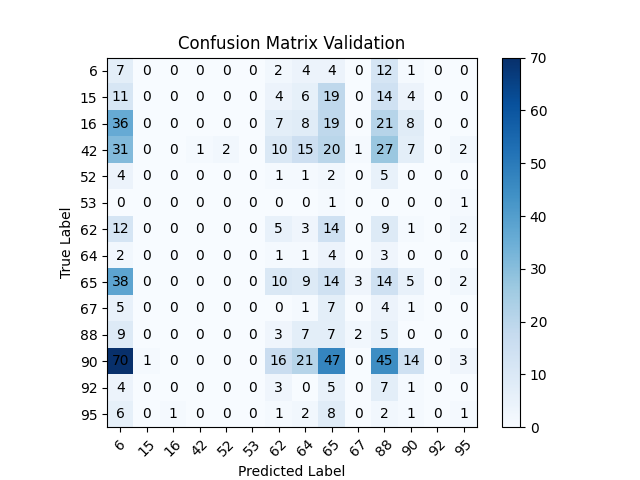 Confusion Matrix Validation
True Label
6 7 0 0 0 0 0 2 4 4 0 12 1 0 0
15 11 0 0 0 0 0 4 6 19 0 14 4 0 0
16 36 0 0 0 0 0 7 8 19 0 21 8 0 0
42 31 0 0 1 2 0 10 15 20 1 27 7 0 2
52 4 0 0 0 0 0 1 1 2 0 5 0 0 0
53 0 0 0 0 0 0 0 0 1 0 0 0 0 1
62 12 0 0 0 0 0 5 3 14 0 9 1 0 2
64 2 0 0 0 0 0 1 1 4 0 3 0 0 0
65 38 0 0 0 0 0 10 9 14 3 14 5 0 2
67 5 0 0 0 0 0 0 1 7 0 4 1 0 0
88 9 0 0 0 0 0 3 7 7 2 5 0 0 0
90 70 1 0 0 0 0 16 21 47 0 45 14 0 3
92 4 0 0 0 0 0 3 0 5 0 7 1 0 0
95 6 0 1 0 0 0 1 2 8 0 2 1 0 1
6 15 16 42 52 53 62 64 65 67 88 90 92 95
Predicted Label
70
60
50
40
30
20
10
0